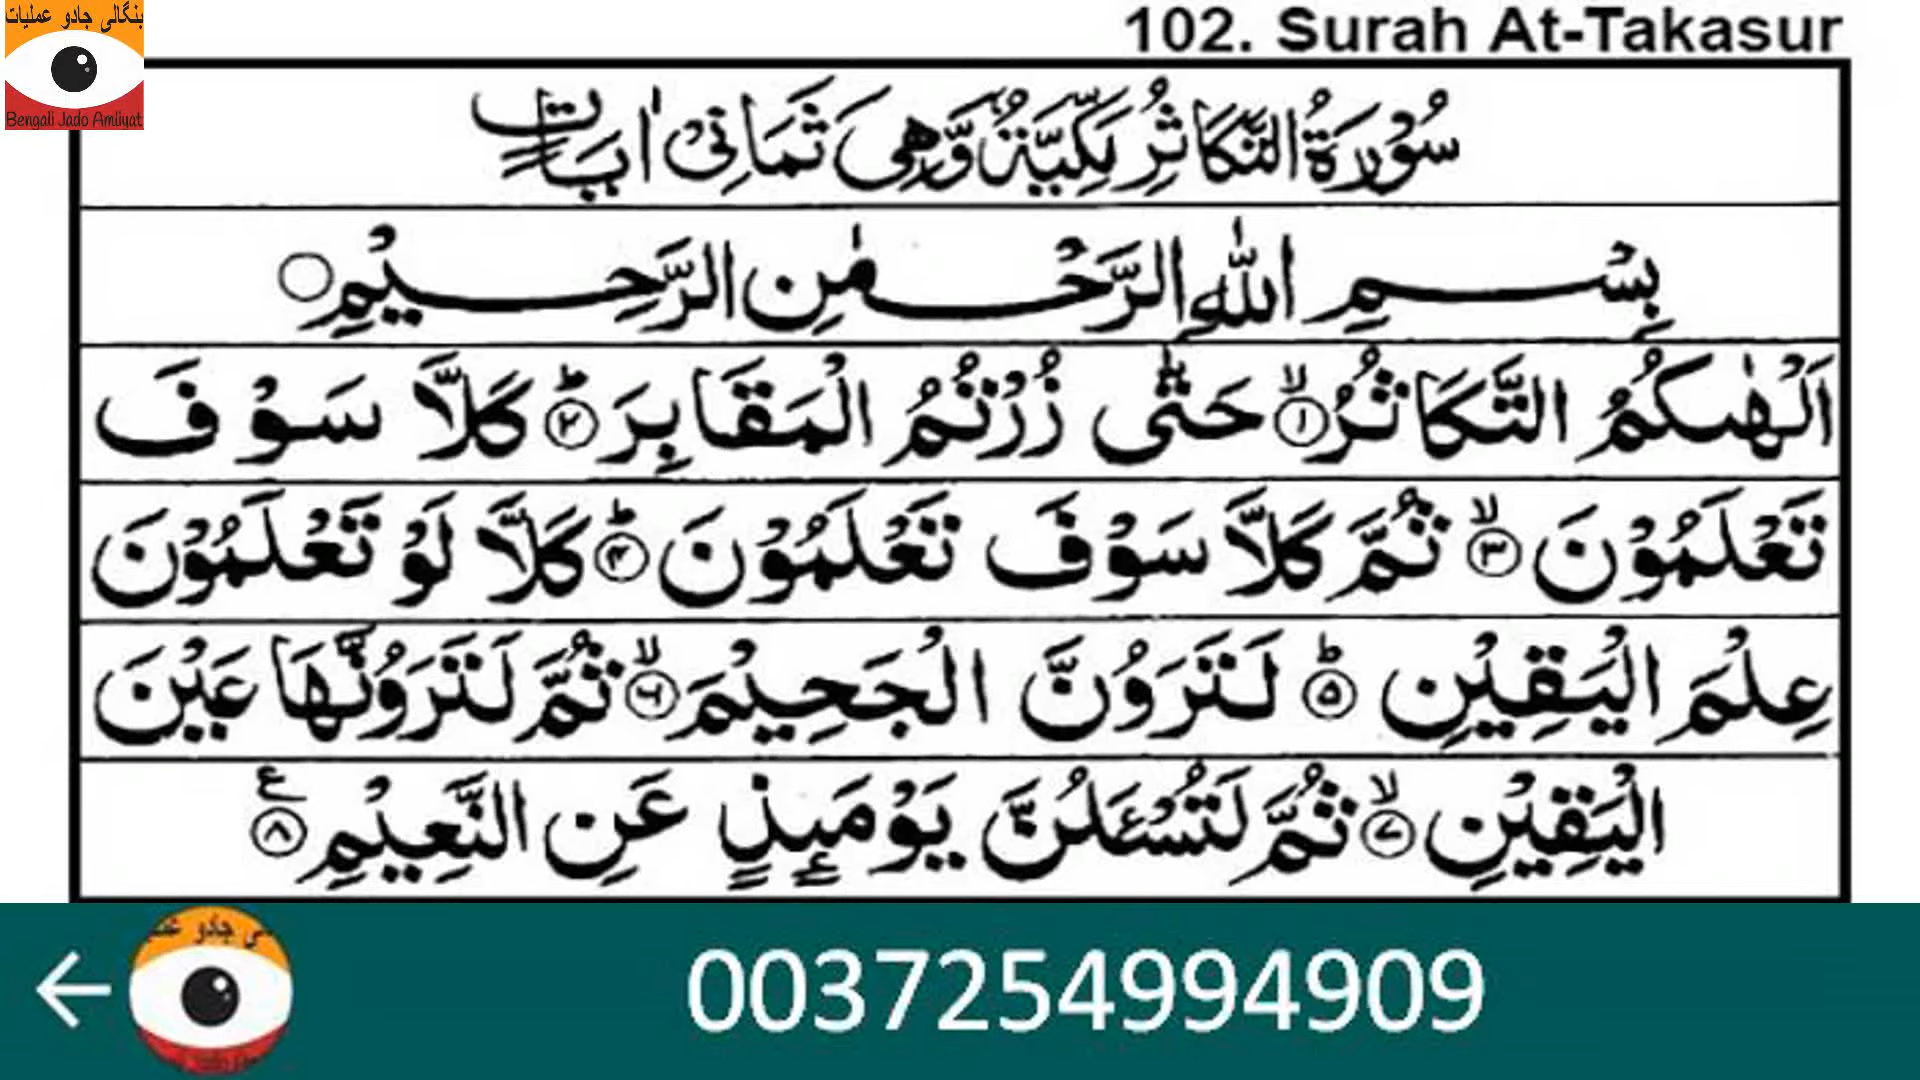 بنگالی جادو عملیات
Bengali Jado Amliyat
102. Surah At-Takasur
سُوْرَةُ التَّكَاثُرِ مَكِّيَّةٌ وَّهِىَ ثَمَانِىْ اٰيَاتٍ
بِسْمِ اللّٰهِ الرَّحْمٰنِ الرَّحِيْمِ ○
اَلْهٰىكُمُ التَّكَاثُرُ ۙ﴿۱﴾ حَتّٰى زُرْتُمُ الْمَقَابِرَ ؕ﴿۲﴾ كَلَّا سَوْفَ
تَعْلَمُوْنَ ۙ﴿۳﴾ ثُمَّ كَلَّا سَوْفَ تَعْلَمُوْنَ ؕ﴿۴﴾ كَلَّا لَوْ تَعْلَمُوْنَ
عِلْمَ الْيَقِيْنِ ؕ﴿۵﴾ لَتَرَوُنَّ الْجَحِيْمَ ۙ﴿۶﴾ ثُمَّ لَتَرَوُنَّهَا عَيْنَ
الْيَقِيْنِ ۙ﴿۷﴾ ثُمَّ لَتُسْـَٔلُنَّ يَوْمَىِٕذٍ عَنِ النَّعِيْمِ ﴿۸﴾ ع
0037254994909